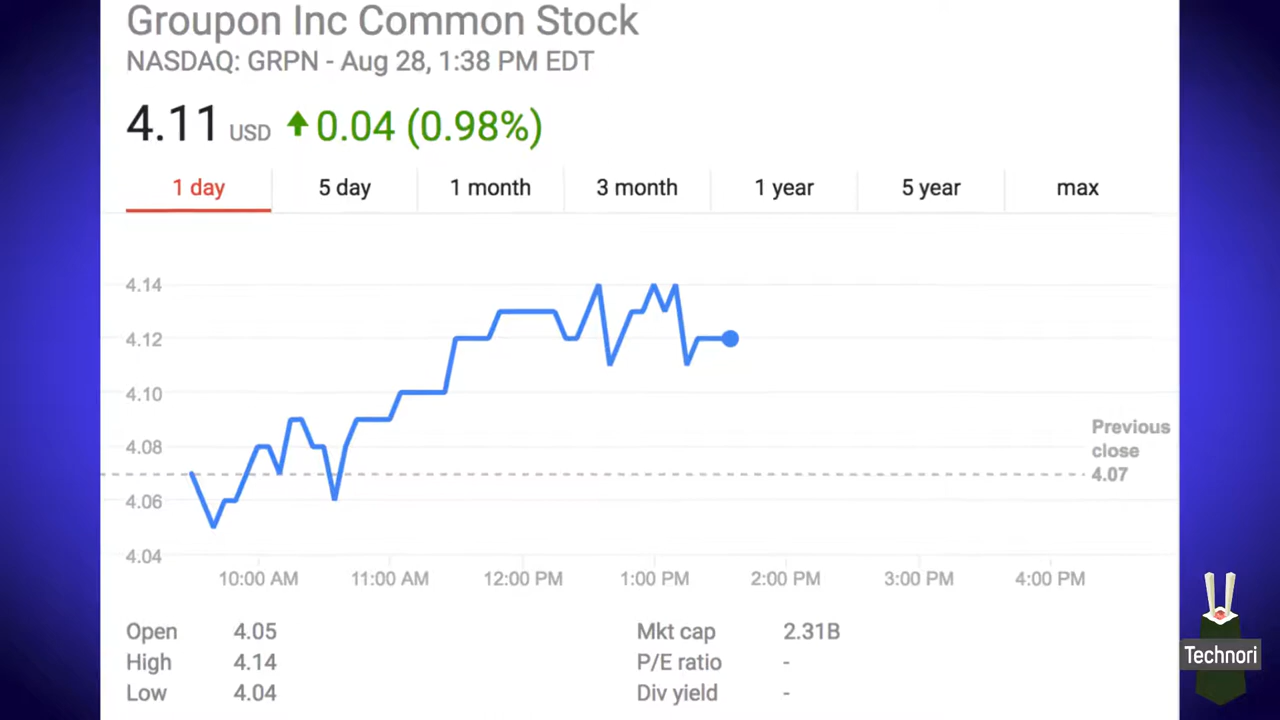 Groupon Inc Common Stock
NASDAQ: GRPN - Aug 28, 1:38 PM EDT
4.11 USD 0.04 (0.98%)
1 day 5 day 1 month 3 month 1 year 5 year max
4.14
4.12
4.10
4.08
4.06
4.04
Previous
close
4.07
10:00 AM 11:00 AM 12:00 PM 1:00 PM 2:00 PM 3:00 PM 4:00 PM
Open 4.05 Mkt cap 2.31B
High 4.14 P/E ratio -
Low 4.04 Div yield -
Technori